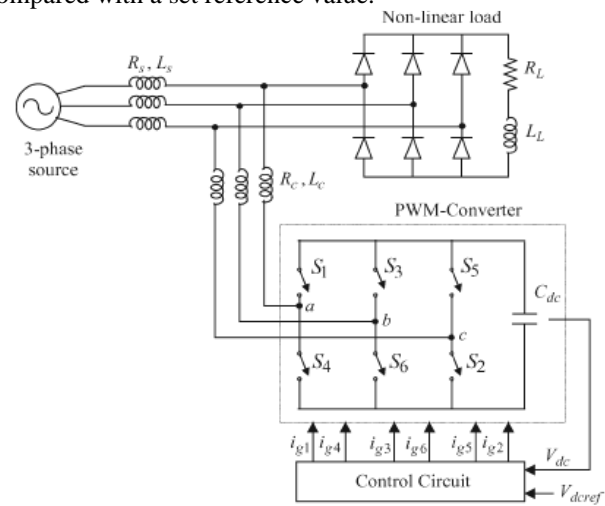 ompared with a set reference value.
Non-linear load
R_s, L_s
R_L
L_L
3-phase
source
R_c, L_c
PWM-Converter
S_1
S_3
S_5
C_dc
a
b
c
S_4
S_6
S_2
i_g1 i_g4 i_g3 i_g6 i_g5 i_g2
V_dc
Control Circuit
V_dcref